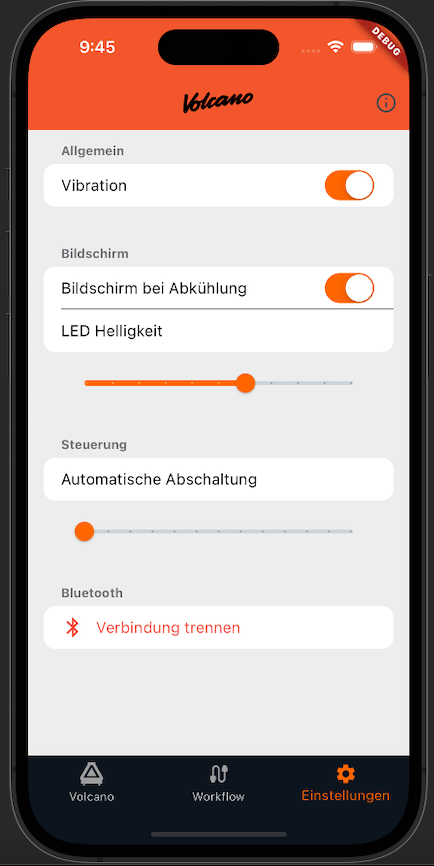 9:45
DEBUG
Volcano
Allgemein
Vibration
Bildschirm
Bildschirm bei Abkühlung
LED Helligkeit
Steuerung
Automatische Abschaltung
Bluetooth
Verbindung trennen
Volcano
Workflow
Einstellungen